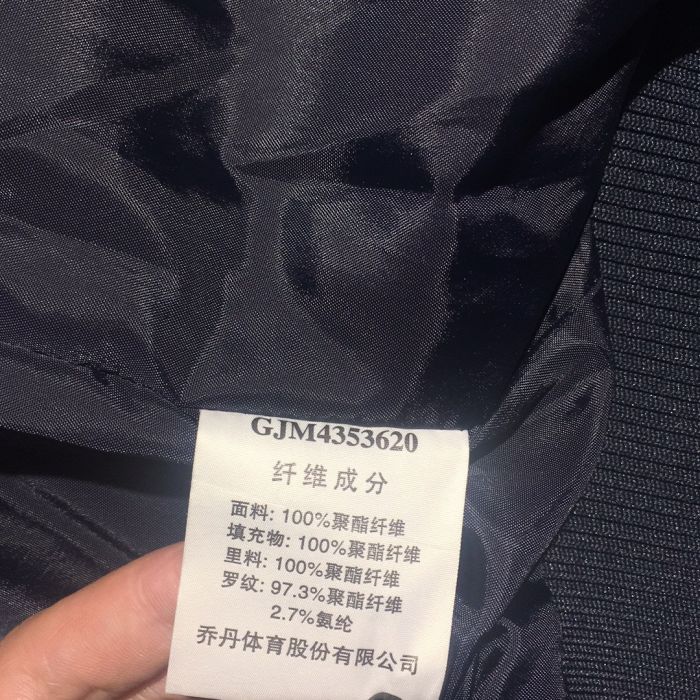 GJM4353620
纤维成分
面料: 100%聚酯纤维
填充物: 100%聚酯纤维
里料: 100%聚酯纤维
罗纹: 97.3%聚酯纤维
2.7%氨纶
乔丹体育股份有限公司